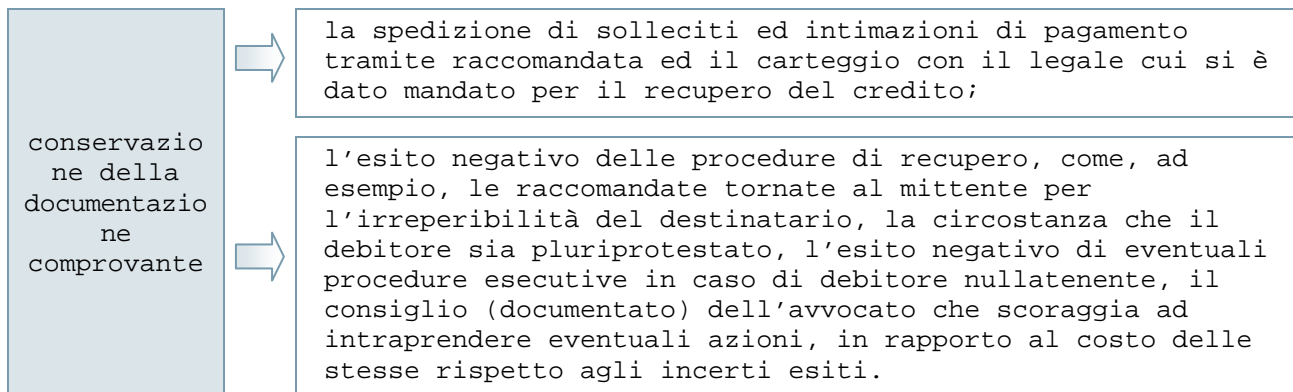 conservazio
ne della
documentazio
ne
comprovante
la spedizione di solleciti ed intimazioni di pagamento
tramite raccomandata ed il carteggio con il legale cui si è
dato mandato per il recupero del credito;
l'esito negativo delle procedure di recupero, come, ad
esempio, le raccomandate tornate al mittente per
l'irreperibilità del destinatario, la circostanza che il
debitore sia pluriprotestato, l'esito negativo di eventuali
procedure esecutive in caso di debitore nullatenente, il
consiglio (documentato) dell'avvocato che scoraggia ad
intraprendere eventuali azioni, in rapporto al costo delle
stesse rispetto agli incerti esiti.